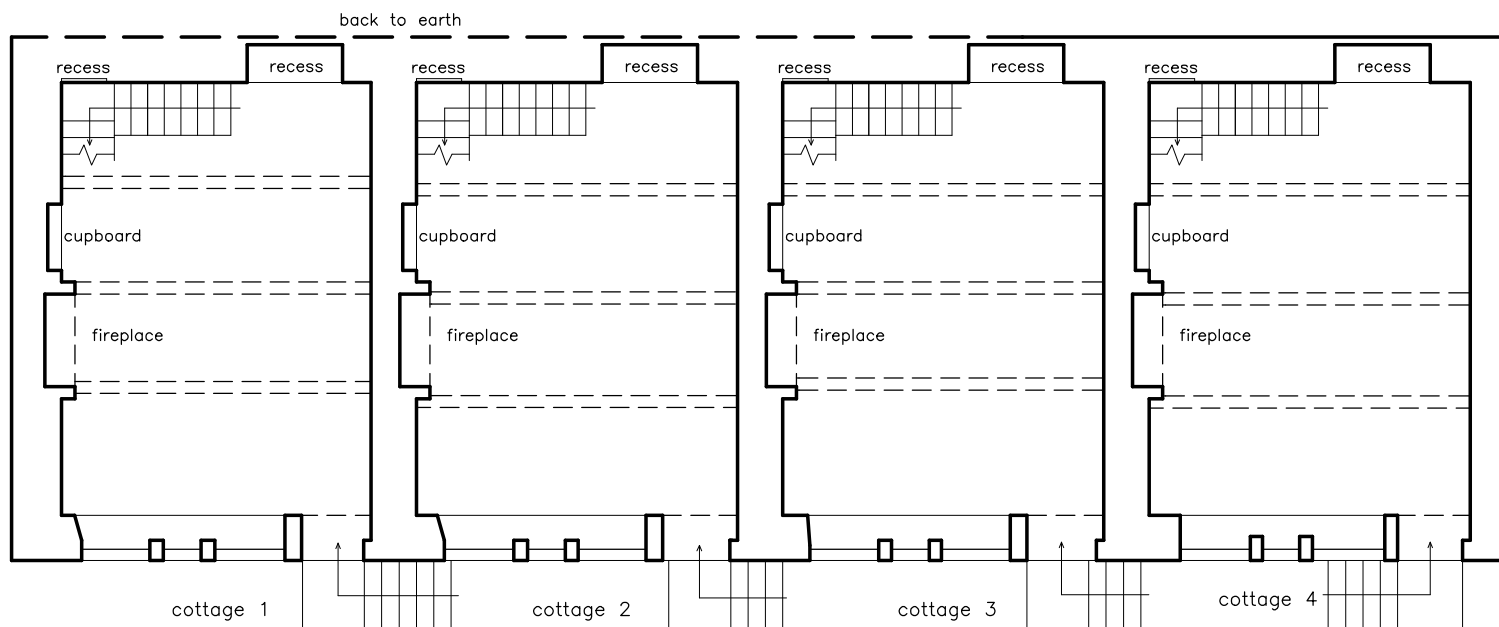 back to earth
recess
recess
recess
recess
recess
recess
recess
recess
cupboard
cupboard
cupboard
cupboard
fireplace
fireplace
fireplace
fireplace
cottage 1
cottage 2
cottage 3
cottage 4